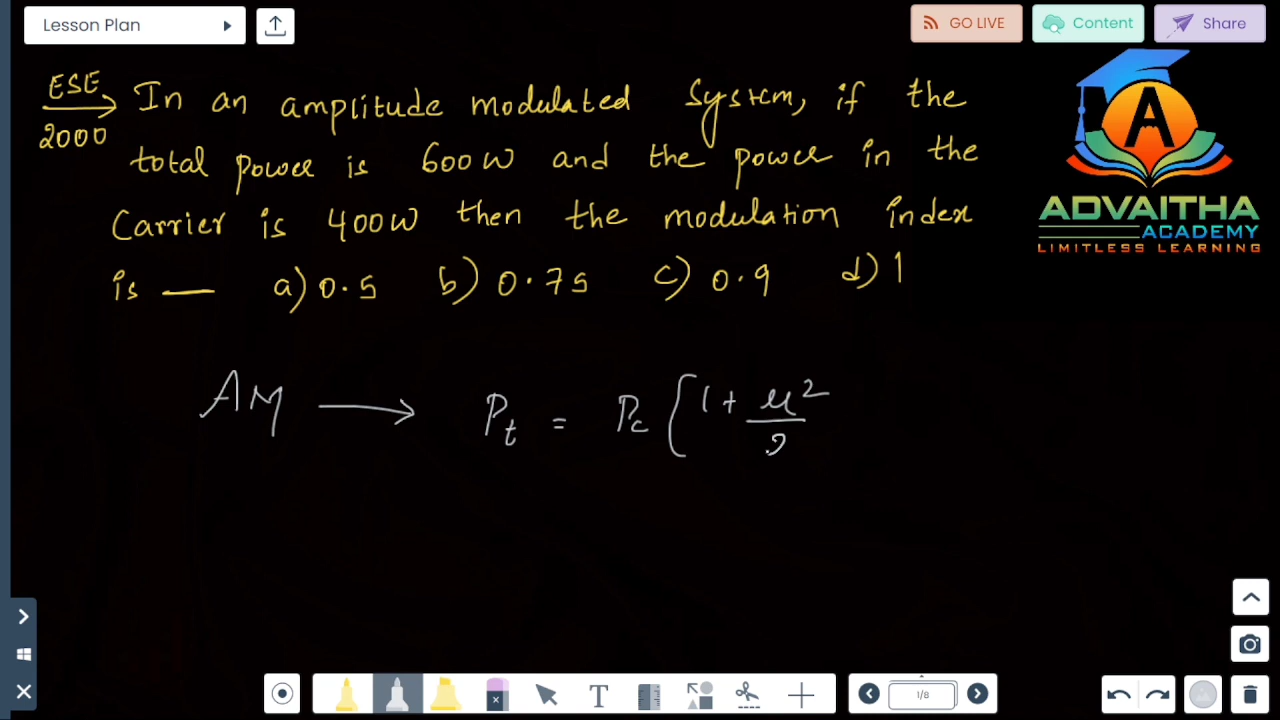 Lesson Plan
GO LIVE
Content
Share
ESE
2000
In an amplitude modulated System, if the
total power is 600W and the power in the
Carrier is 400W then the modulation index
is — a) 0.5 b) 0.75 c) 0.9 d) 1
A
ADVAITHA
ACADEMY
LIMITLESS LEARNING
AM → Pt = Pc [1 + μ²/2
T
1/8